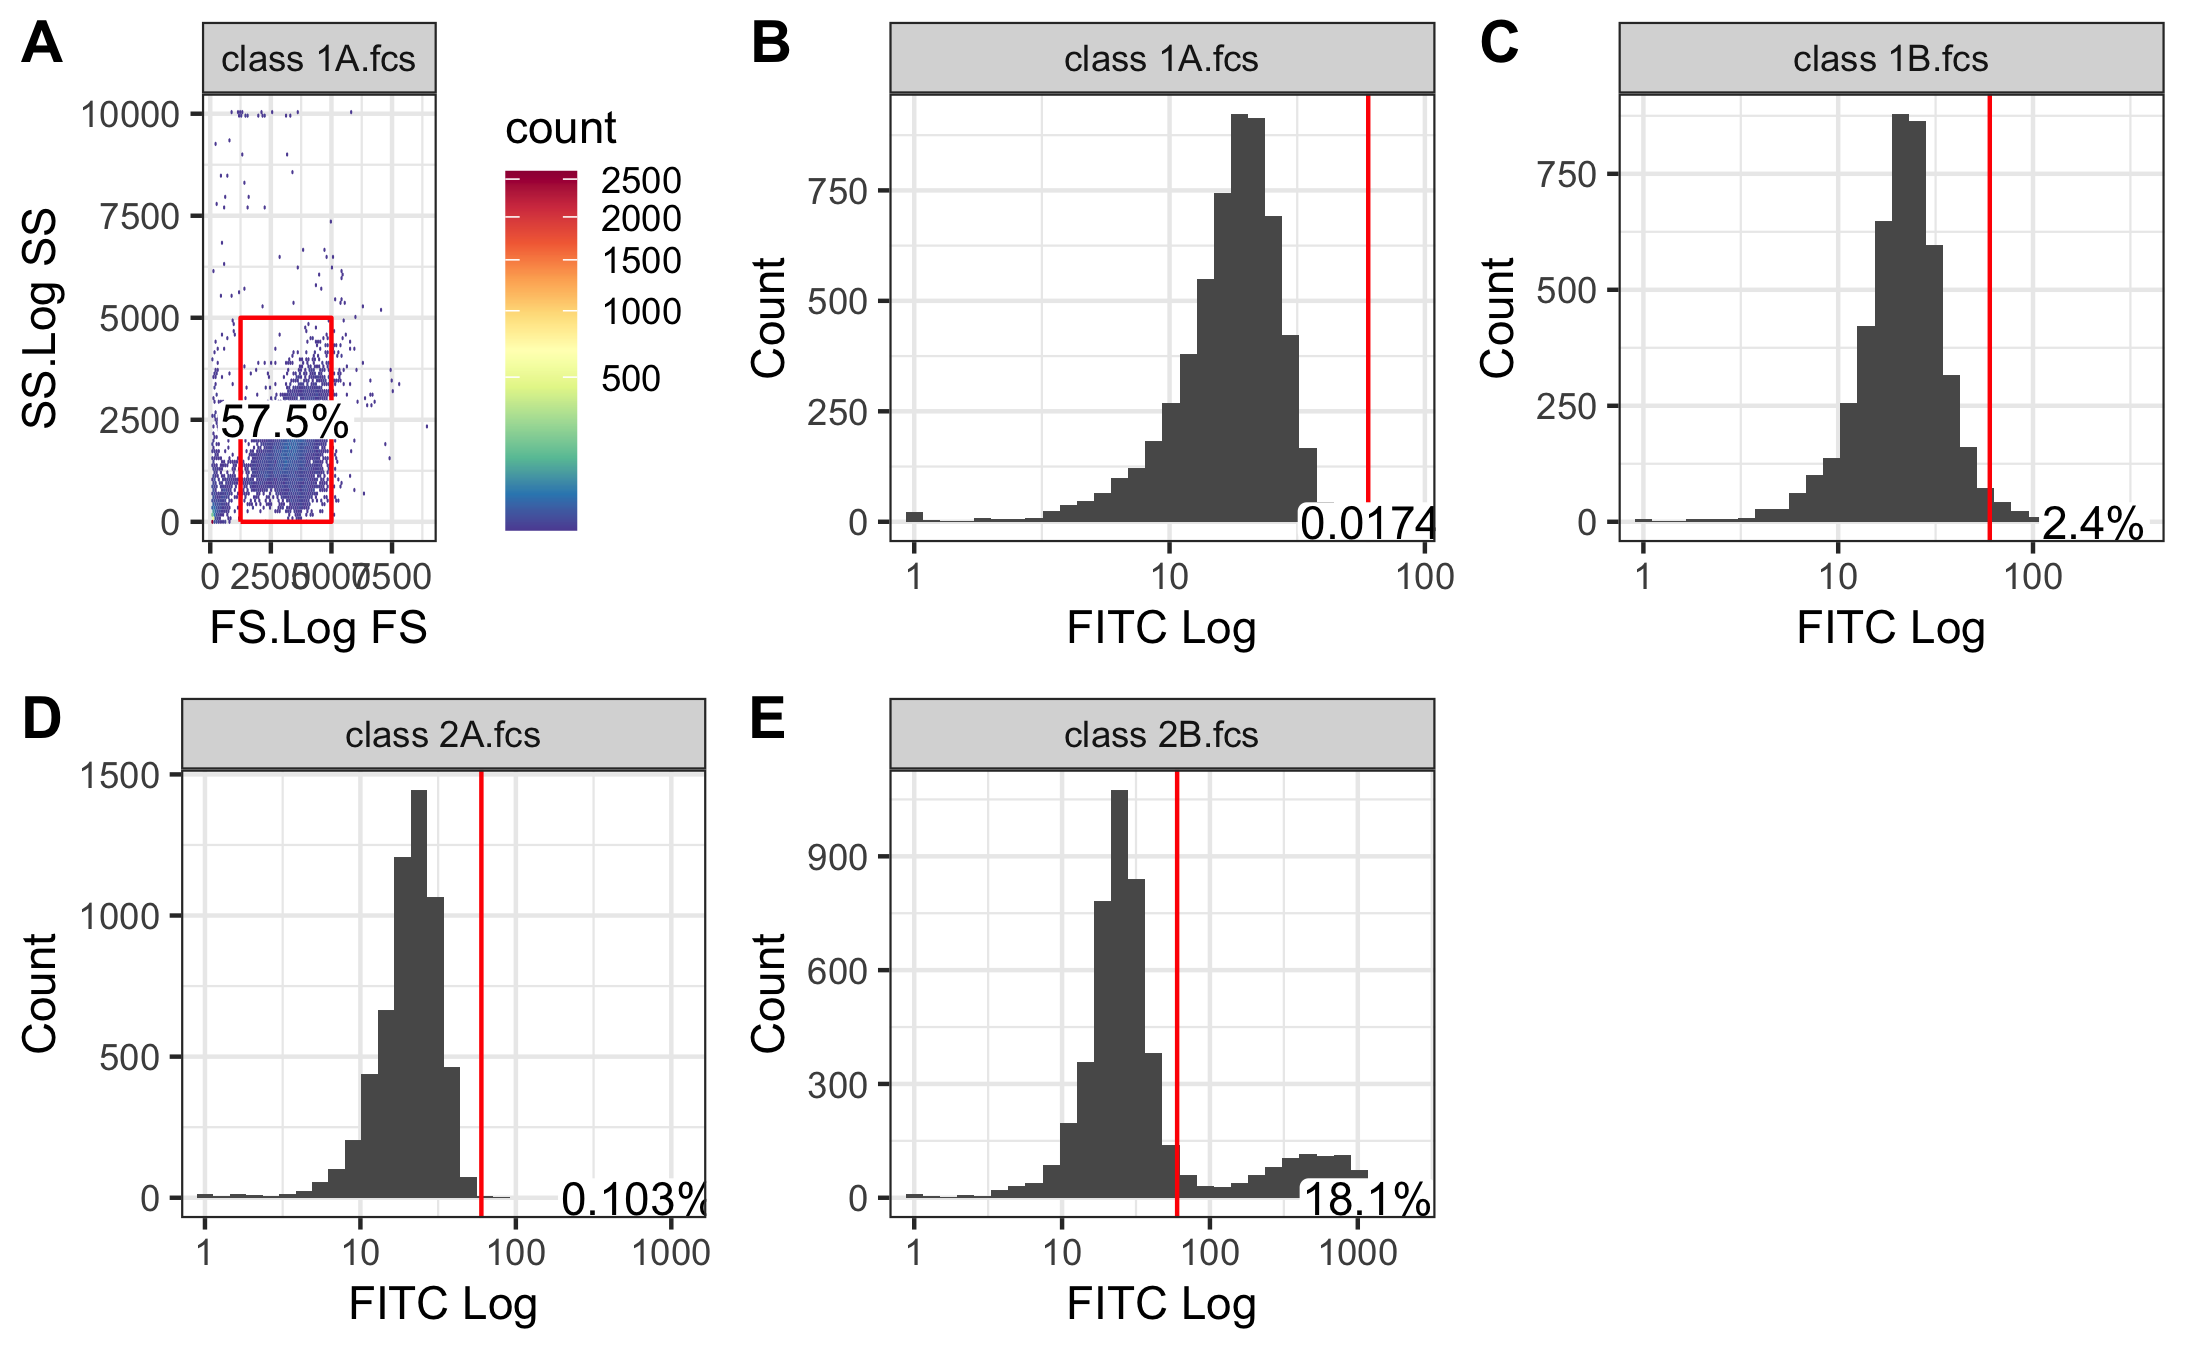 A
class 1A.fcs
SS.Log SS
10000
7500
5000
2500
0
57.5%
0 2500 5000 7500
FS.Log FS
count
2500
2000
1500
1000
500
B
class 1A.fcs
Count
750
500
250
0
0.0174
1 10 100
FITC Log
C
class 1B.fcs
Count
750
500
250
0
2.4%
1 10 100
FITC Log
D
class 2A.fcs
Count
1500
1000
500
0
0.103%
1 10 100 1000
FITC Log
E
class 2B.fcs
Count
900
600
300
0
18.1%
1 10 100 1000
FITC Log